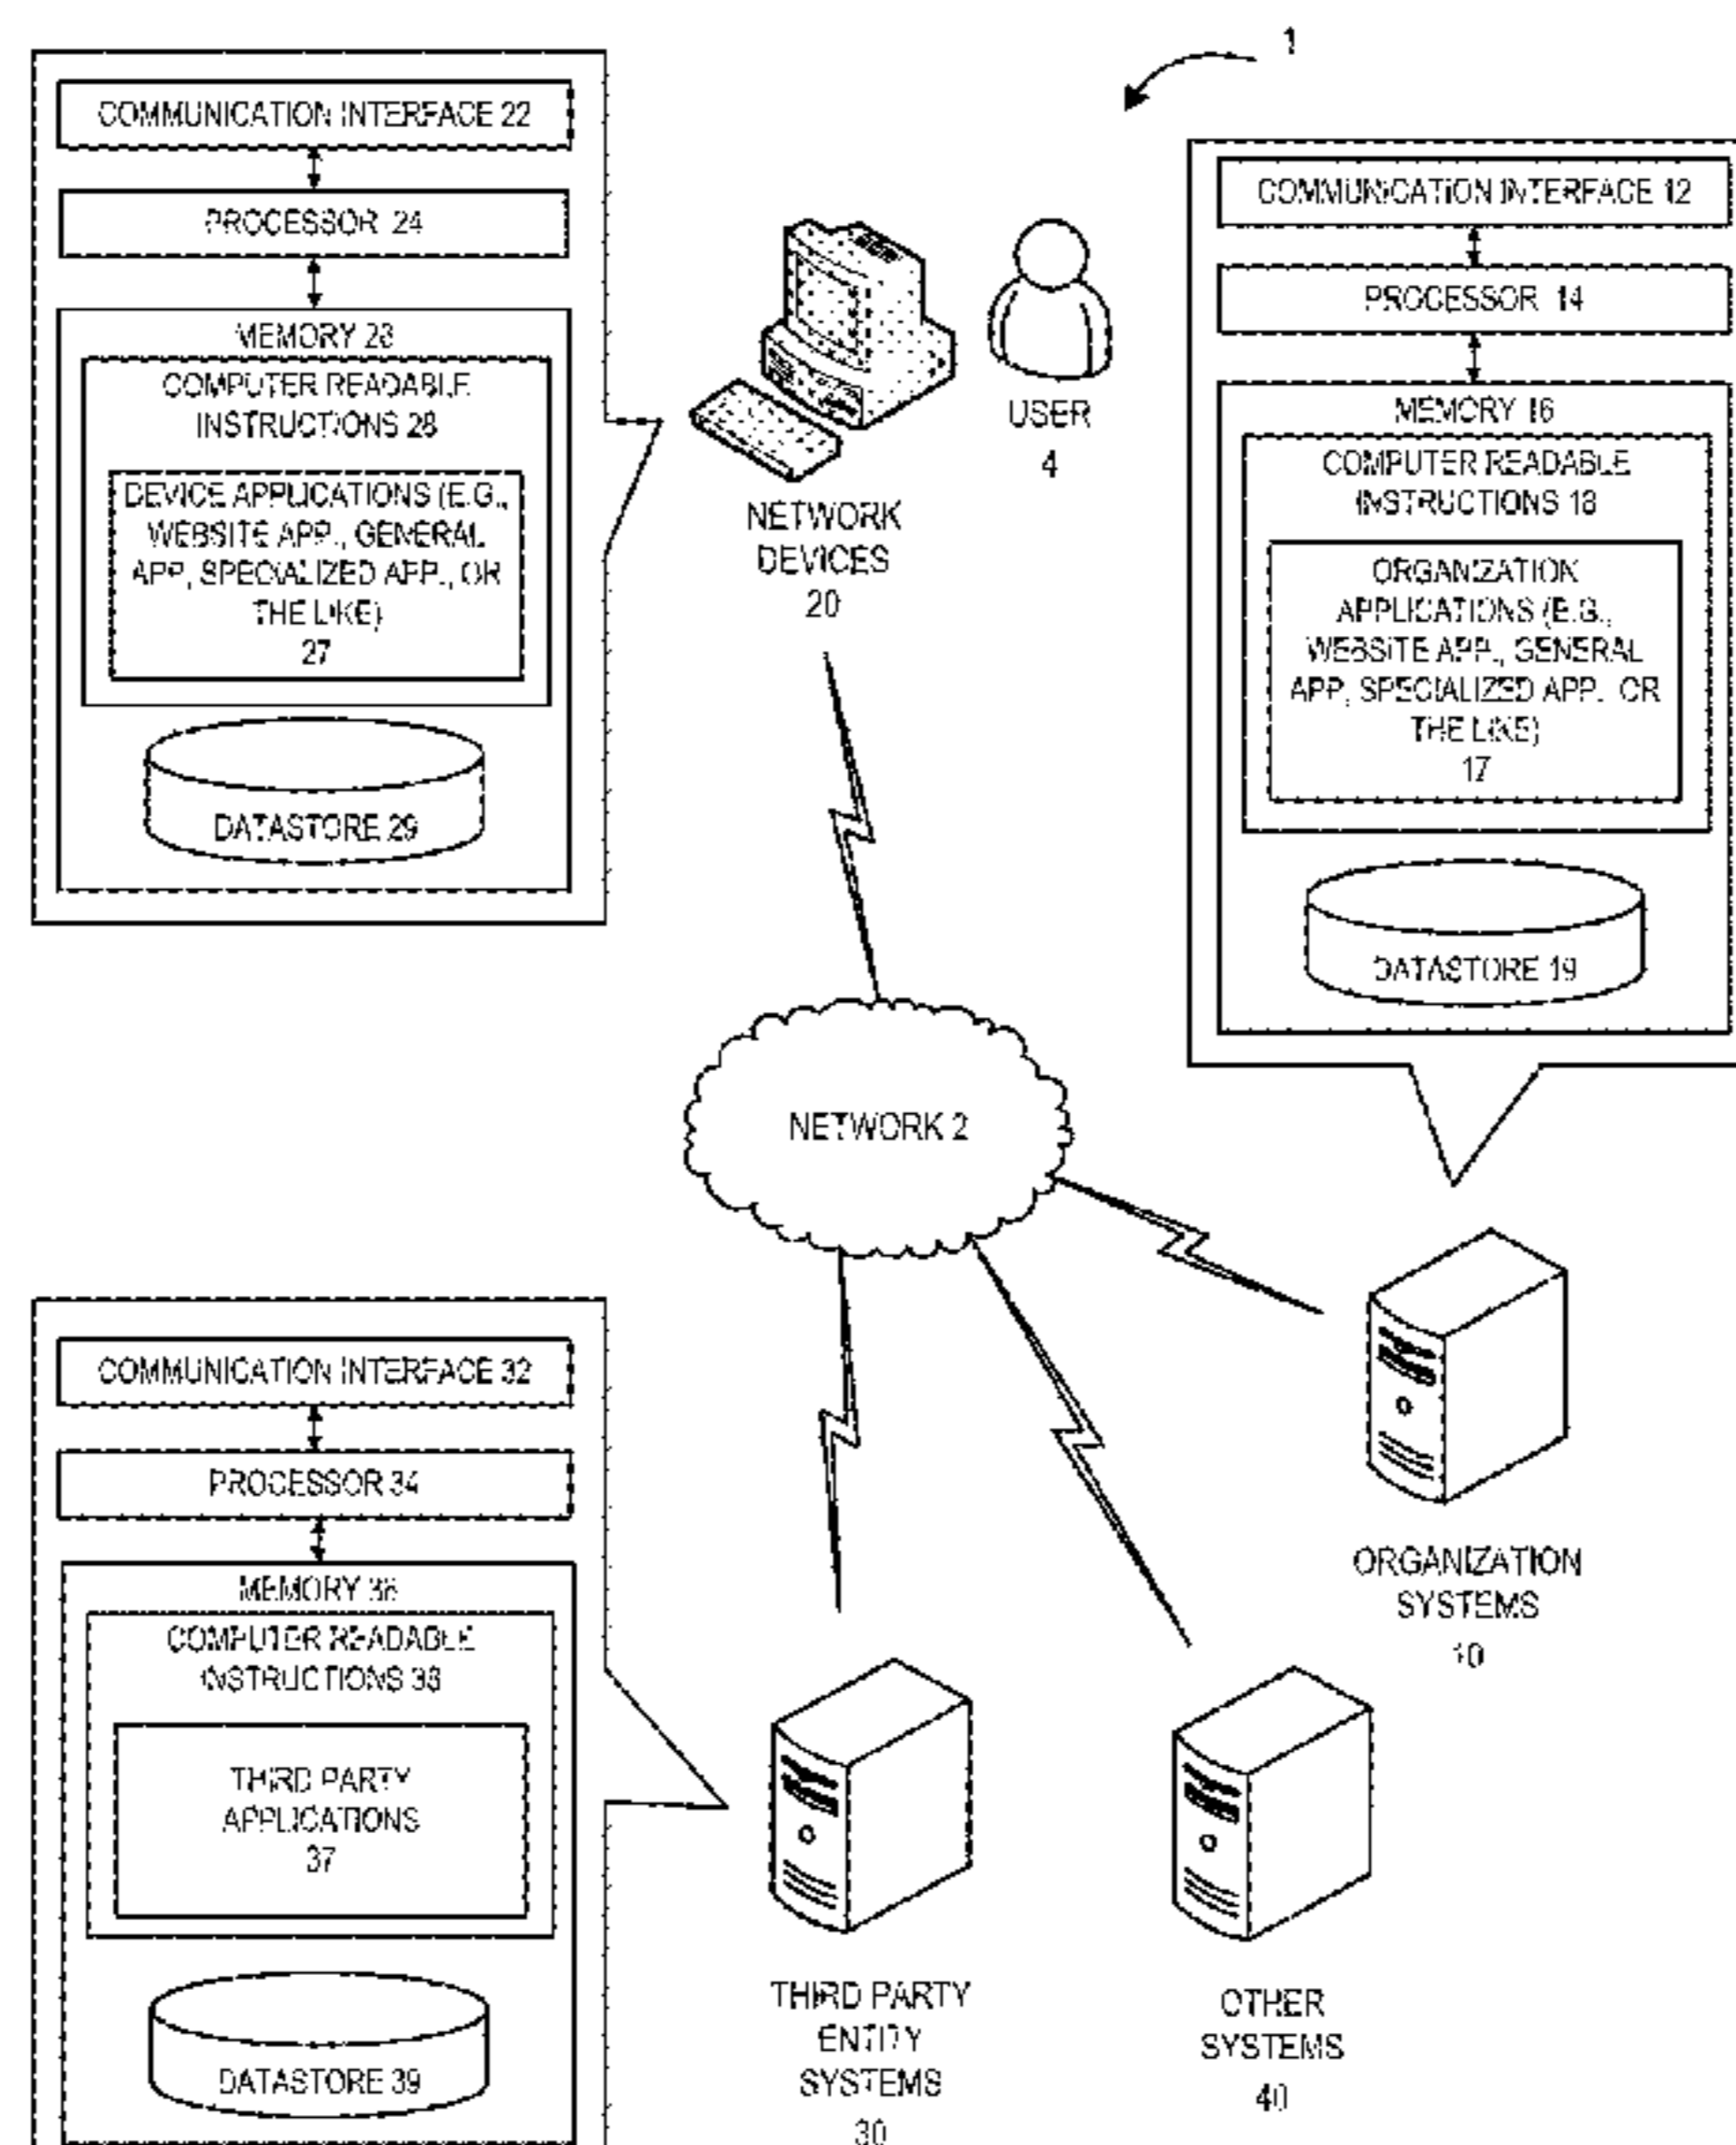 1
COMMUNICATION INTERFACE 22
PROCESSOR 24
MEMORY
COMPUTER READABLE
INSTRUCTIONS 28
DEVICE APPLICATIONS (E.G.,
WEBSITE APP., GENERAL
APP, SPECIALIZED APP., OR
THE LIKE)
27
DATASTORE 29
NETWORK
DEVICES
20
USER
4
COMMUNICATION INTERFACE 12
PROCESSOR 14
MEMORY 16
COMPUTER READABLE
INSTRUCTIONS 18
ORGANIZATION
APPLICATIONS (E.G.,
WEBSITE APP., GENERAL
APP, SPECIALIZED APP., OR
THE LIKE)
17
DATASTORE 19
NETWORK 2
COMMUNICATION INTERFACE 32
PROCESSOR 34
MEMORY 36
COMPUTER READABLE
INSTRUCTIONS 38
THIRD PARTY
APPLICATIONS
37
DATASTORE 39
THIRD PARTY
ENTITY
SYSTEMS
30
OTHER
SYSTEMS
40
ORGANIZATION
SYSTEMS
10